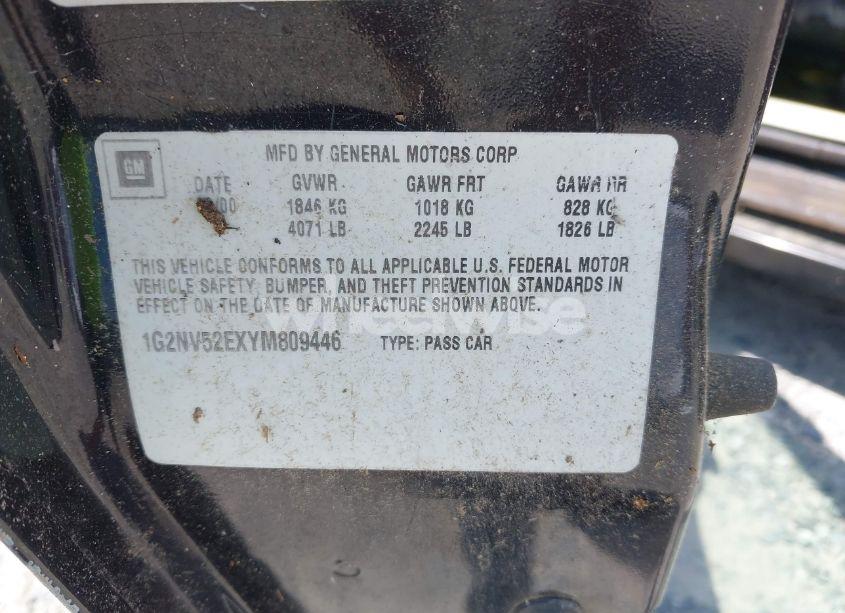 GM
MFD BY GENERAL MOTORS CORP
DATE GVWR GAWR FRT GAWR RR
/00 1846 KG 1018 KG 828 KG
4071 LB 2245 LB 1826 LB
THIS VEHICLE CONFORMS TO ALL APPLICABLE U.S. FEDERAL MOTOR
VEHICLE SAFETY, BUMPER, AND THEFT PREVENTION STANDARDS IN
EFFECT ON THE DATE OF MANUFACTURE SHOWN ABOVE.
wheelwise
1G2NV52EXYM809446 TYPE: PASS CAR